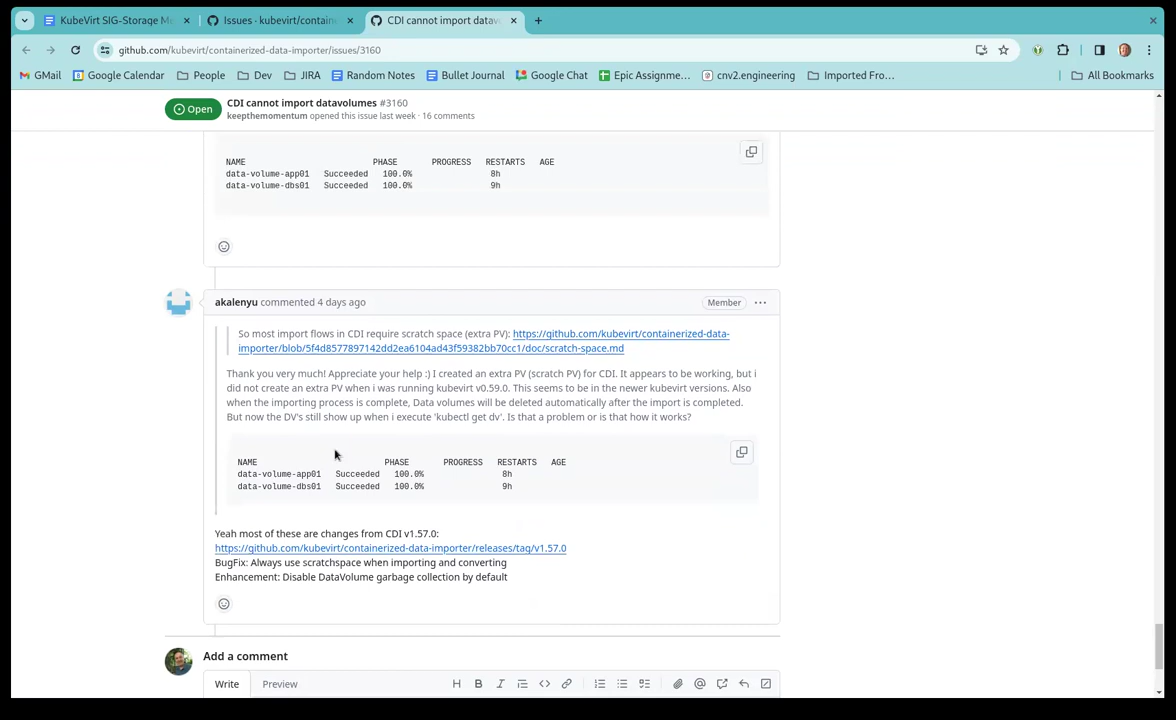 KubeVirt SIG-Storage M
Issues · kubevirt/contain
CDI cannot import datav
github.com/kubevirt/containerized-data-importer/issues/3160
GMail
Google Calendar
People
Dev
JIRA
Random Notes
Bullet Journal
Google Chat
Epic Assignme...
cnv2.engineering
Imported Fro...
All Bookmarks
Open
CDI cannot import datavolumes #3160
keepthemomentum opened this issue last week · 16 comments
NAME PHASE PROGRESS RESTARTS AGE
data-volume-app01 Succeeded 100.0% 8h
data-volume-dbs01 Succeeded 100.0% 9h
akalenyu commented 4 days ago
Member
So most import flows in CDI require scratch space (extra PV): https://github.com/kubevirt/containerized-data-
importer/blob/5f4d8577897142dd2ea6104ad43f59382bb70cc1/doc/scratch-space.md
Thank you very much! Appreciate your help :) I created an extra PV (scratch PV) for CDI. It appears to be working, but i
did not create an extra PV when i was running kubevirt v0.59.0. This seems to be in the newer kubevirt versions. Also
when the importing process is complete, Data volumes will be deleted automatically after the import is completed.
But now the DV's still show up when i execute 'kubectl get dv'. Is that a problem or is that how it works?
NAME PHASE PROGRESS RESTARTS AGE
data-volume-app01 Succeeded 100.0% 8h
data-volume-dbs01 Succeeded 100.0% 9h
Yeah most of these are changes from CDI v1.57.0:
https://github.com/kubevirt/containerized-data-importer/releases/tag/v1.57.0
BugFix: Always use scratchspace when importing and converting
Enhancement: Disable DataVolume garbage collection by default
Add a comment
Write
Preview